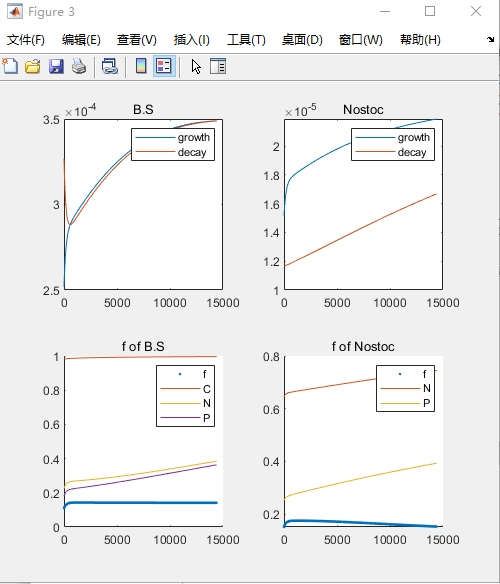 Figure 3
文件(F) 编辑(E) 查看(V) 插入(I) 工具(T) 桌面(D) 窗口(W) 帮助(H)
×10^-4
B.S
3.5
3
2.5
0 5000 10000 15000
growth
decay
×10^-5
Nostoc
2
1.8
1.6
1.4
1.2
1
0 5000 10000 15000
growth
decay
f of B.S
1
0.8
0.6
0.4
0.2
0
0 5000 10000 15000
f
C
N
P
f of Nostoc
0.8
0.6
0.4
0.2
0 5000 10000 15000
f
N
P